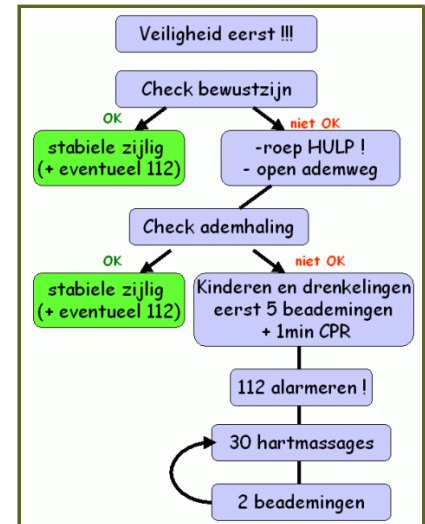 Veiligheid eerst !!!
Check bewustzijn
OK
niet OK
stabiele zijlig
(+ eventueel 112)
-roep HULP !
- open ademweg
Check ademhaling
OK
niet OK
stabiele zijlig
(+ eventueel 112)
Kinderen en drenkelingen
eerst 5 beademingen
+ 1min CPR
112 alarmeren !
30 hartmassages
2 beademingen